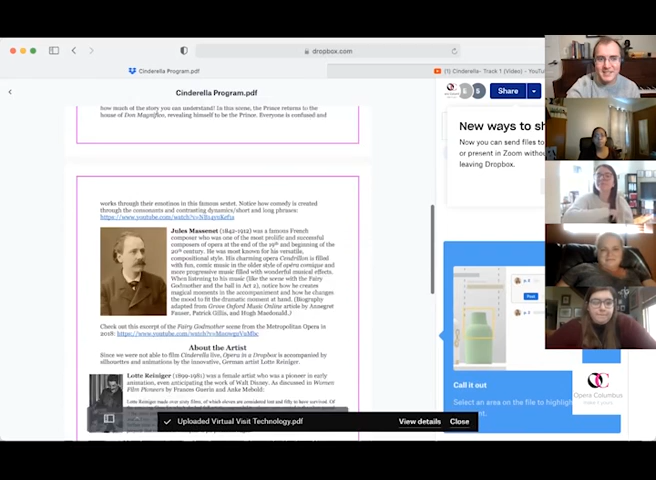 dropbox.com
Cinderella Program.pdf
(1) Cinderella- Track 1 (Video) - YouTu
Cinderella Program.pdf
Share
how much of the story you can understand! In this scene, the Prince returns to the
house of Don Magnifico, revealing himself to be the Prince. Everyone is confused and
New ways to sh
Now you can send files to
or present in Zoom withou
leaving Dropbox.
works through their emotions in this famous sextet. Notice how comedy is created
through the consonants and contrasting dynamics/short and long phrases:
Jules Massenet (1842-1912) was a famous French
composer who was one of the most prolific and successful
composers of opera at the end of the 19th and beginning of the
20th century. He was most known for his versatile,
compositional style. His charming opera Cendrillon is filled
with fun, comic music in the older style of opéra comique and
more progressive music filled with wonderful musical effects.
When listening to his music (like the scene with the Fairy
Godmother and the ball in Act 2), notice how he creates
magical moments in the accompaniment and how he changes
the mood to fit the dramatic moment at hand. (Biography
adapted from Grove Oxford Music Online article by Annegret
Fauser, Patrick Gillis, and Hugh Macdonald.)
Check out this excerpt of the Fairy Godmother scene from the Metropolitan Opera in
2018:
About the Artist
Since we were not able to film Cinderella live, Opera in a Dropbox is accompanied by
silhouettes and animations by the innovative, German artist Lotte Reiniger.
Lotte Reiniger (1899-1981) was a female artist who was a pioneer in early
animation, even anticipating the work of Walt Disney. As discussed in Women
Film Pioneers by Frances Guerin and Anke Mebold:
Post
Call it out
Select an area on the file to highlight
Opera Columbus
Uploaded Virtual Visit Technology.pdf
View details
Close